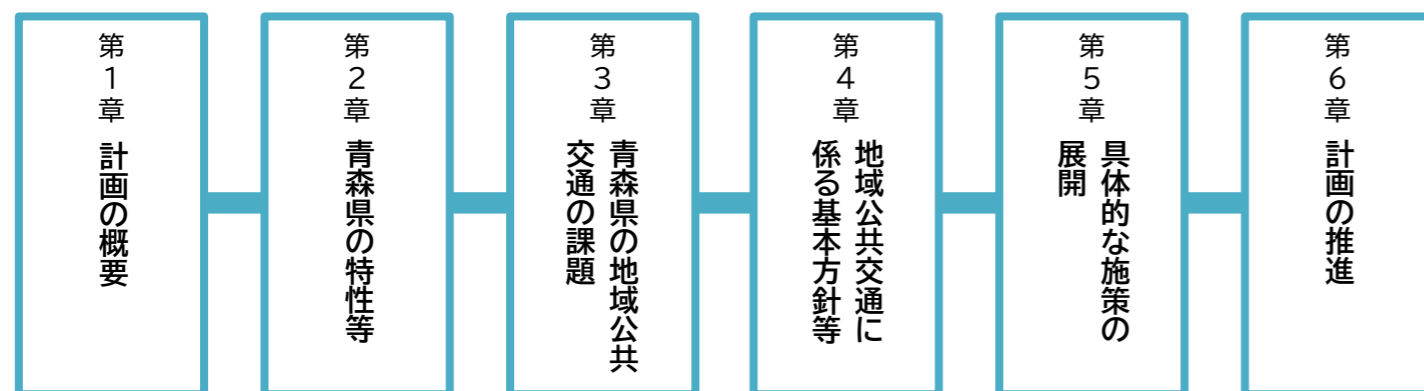 第1章
計画の概要
第2章
青森県の特性等
第3章
青森県の地域公共
交通の課題
第4章
地域公共交通に
係る基本方針等
第5章
具体的な施策の
展開
第6章
計画の推進